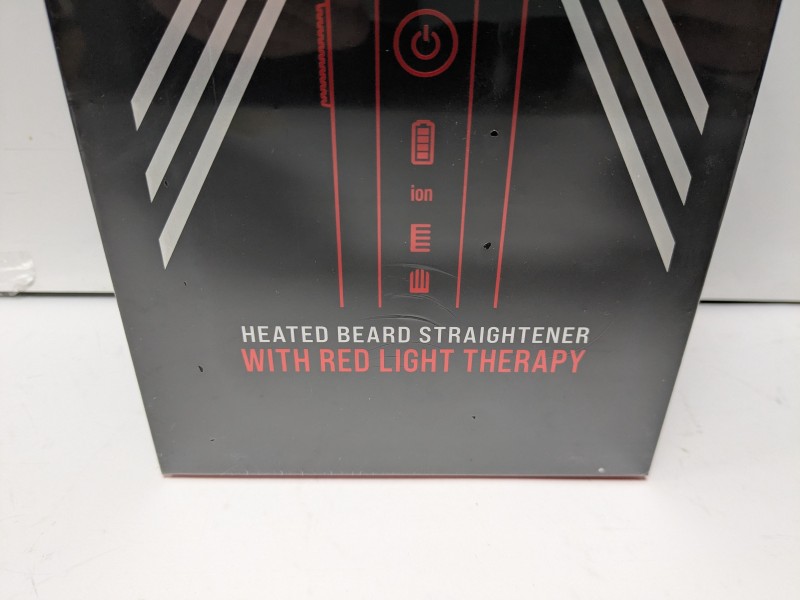 ion
HEATED BEARD STRAIGHTENER
WITH RED LIGHT THERAPY